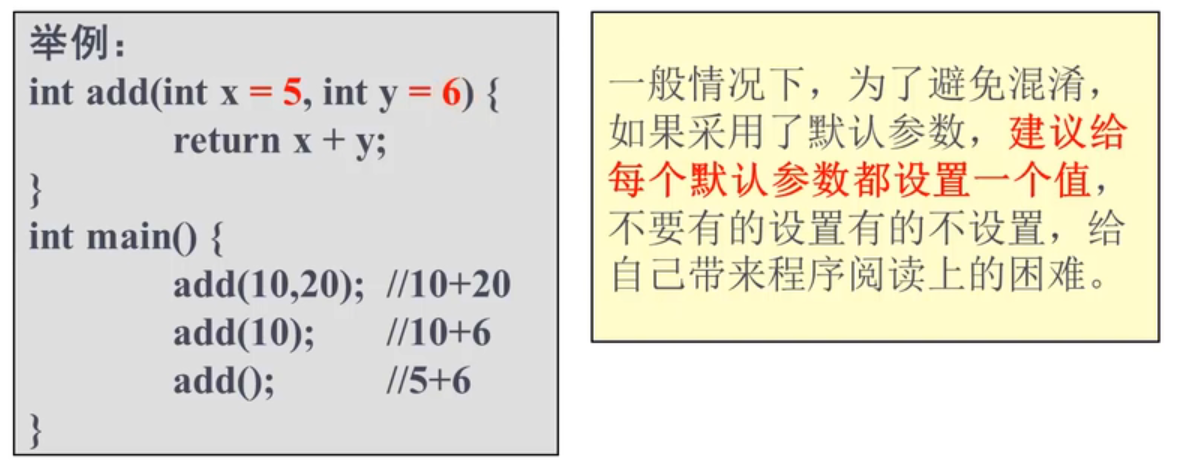 举例：
int add(int x = 5, int y = 6) {
return x + y;
}
int main() {
add(10,20); //10+20
add(10); //10+6
add(); //5+6
}
一般情况下，为了避免混淆，
如果采用了默认参数，建议给
每个默认参数都设置一个值，
不要有的设置有的不设置，给
自己带来程序阅读上的困难。